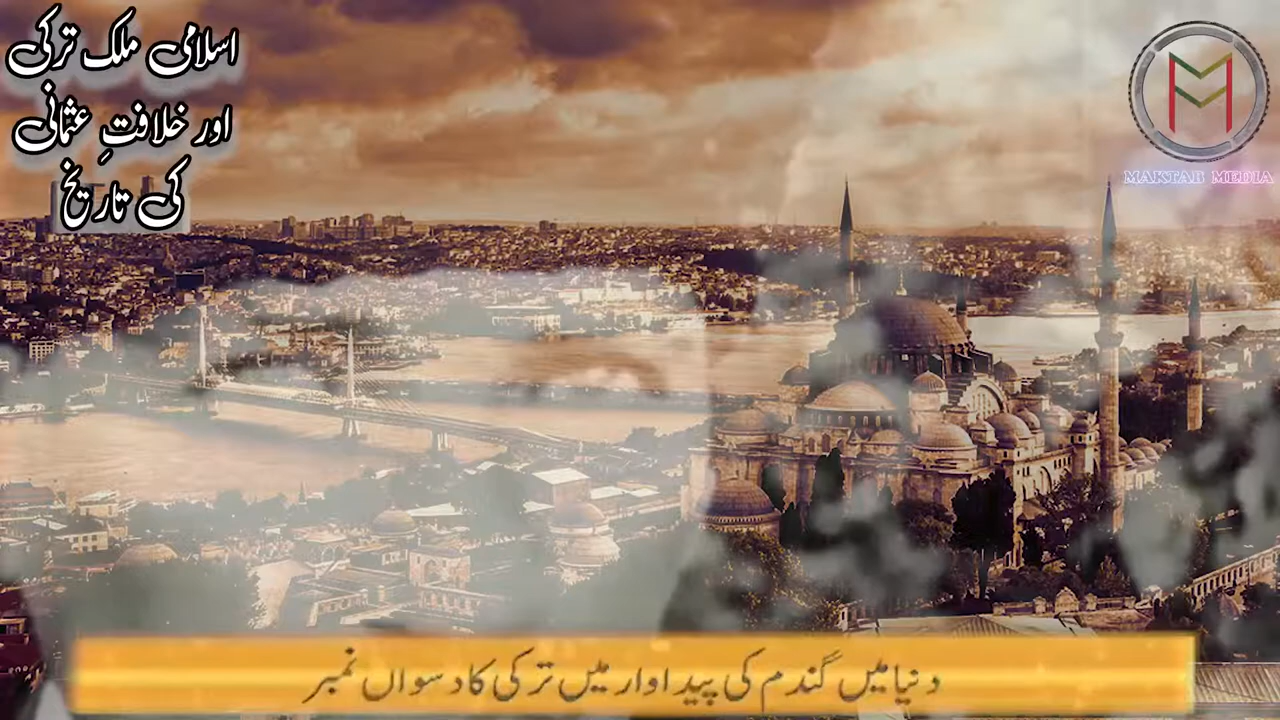 اسلامی ملک ترکی
اور خلافتِ عثمانی
کی تاریخ
MAKTAB MEDIA
دنیا میں گندم کی پیداوار میں ترکی کا دسواں نمبر